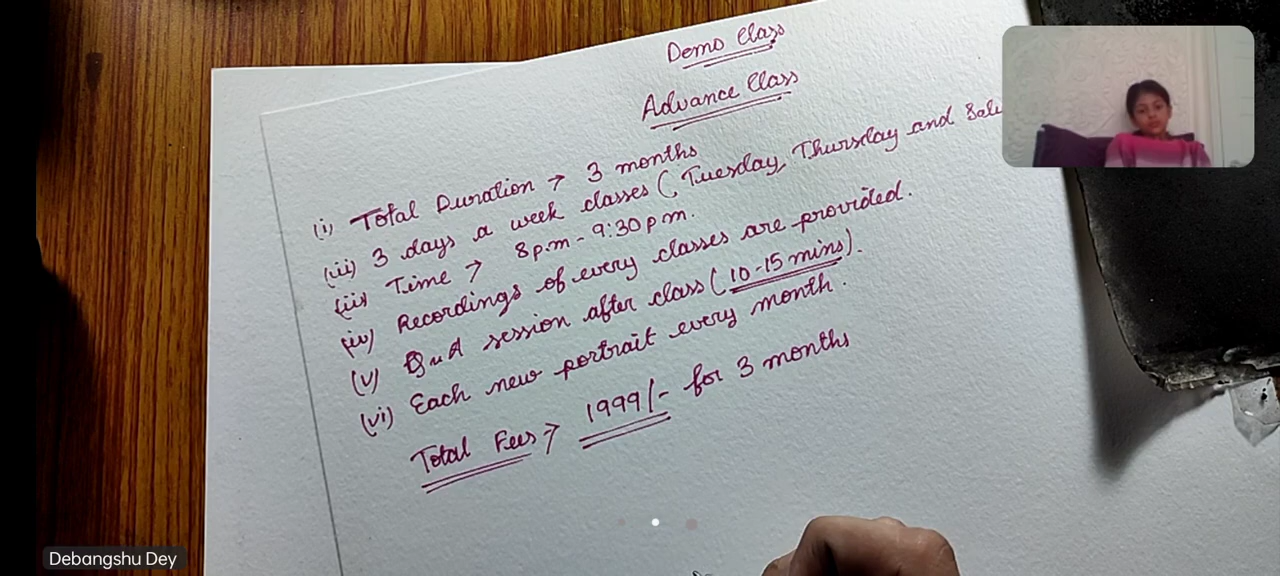 Demo Class
Advance Class
(i) Total Duration → 3 months
(ii) 3 days a week classes (Tuesday, Thursday and
(iii) Time → 8 p.m - 9:30 p.m.
(iv) Recordings of every classes are provided.
(v) QnA session after class (10-15 mins).
(vi) Each new portrait every month.
Total Fees → 1999/- for 3 months
Debangshu Dey